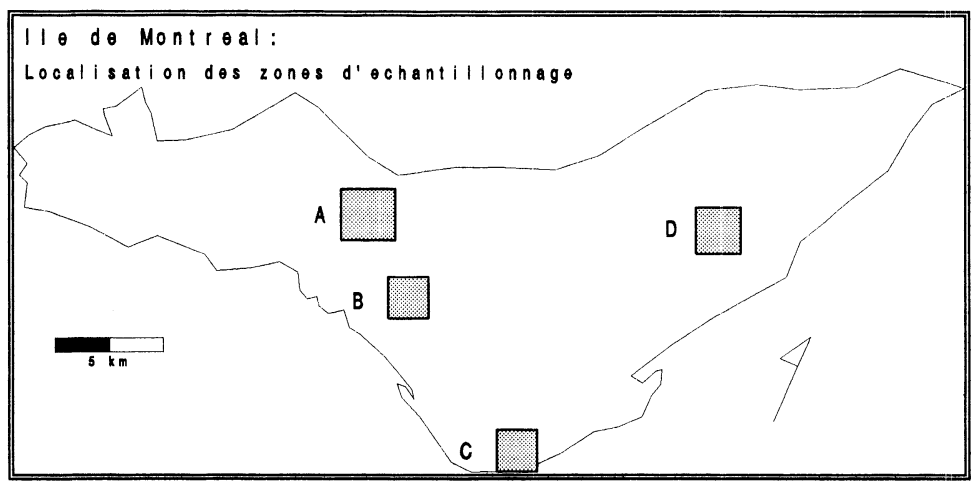 Ile de Montreal:
Localisation des zones d'echantillonnage
A
D
B
5 km
C